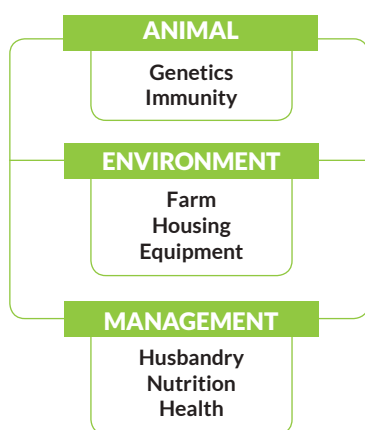 ANIMAL
Genetics
Immunity
ENVIRONMENT
Farm
Housing
Equipment
MANAGEMENT
Husbandry
Nutrition
Health